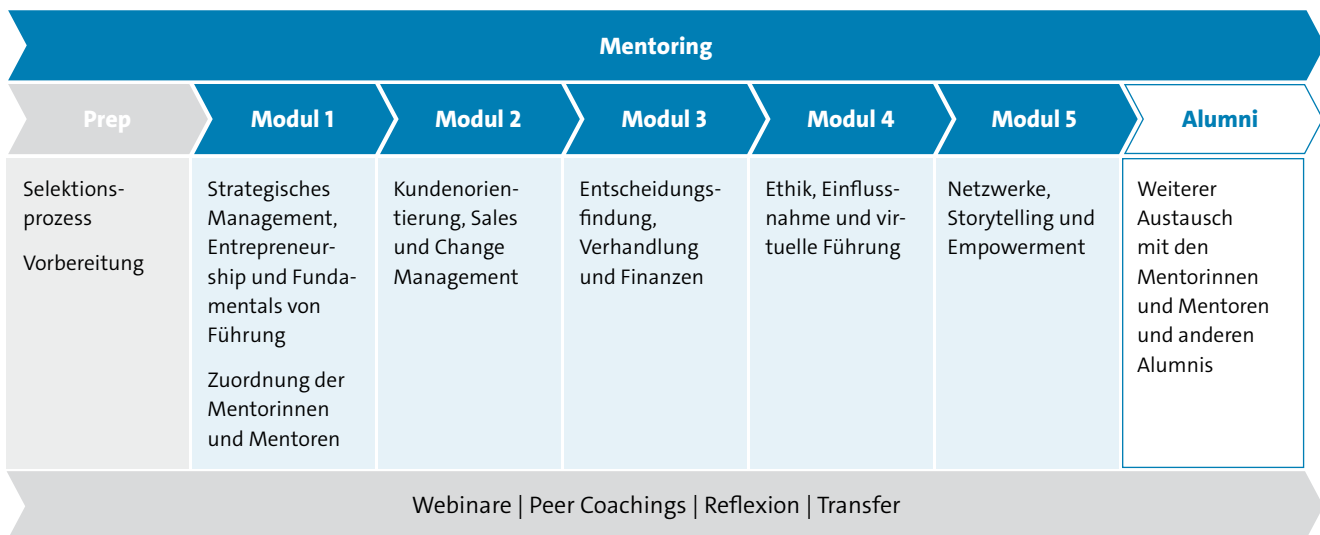 Mentoring
Prep
Modul 1
Modul 2
Modul 3
Modul 4
Modul 5
Alumni
Selektions-
prozess
Vorbereitung
Strategisches
Management,
Entrepreneur-
ship und Funda-
mentals von
Führung
Zuordnung der
Mentorinnen
und Mentoren
Kundenorien-
tierung, Sales
und Change
Management
Entscheidungs-
findung,
Verhandlung
und Finanzen
Ethik, Einfluss-
nahme und vir-
tuelle Führung
Netzwerke,
Storytelling und
Empowerment
Weiterer
Austausch
mit den
Mentorinnen
und Mentoren
und anderen
Alumnis
Webinare | Peer Coachings | Reflexion | Transfer